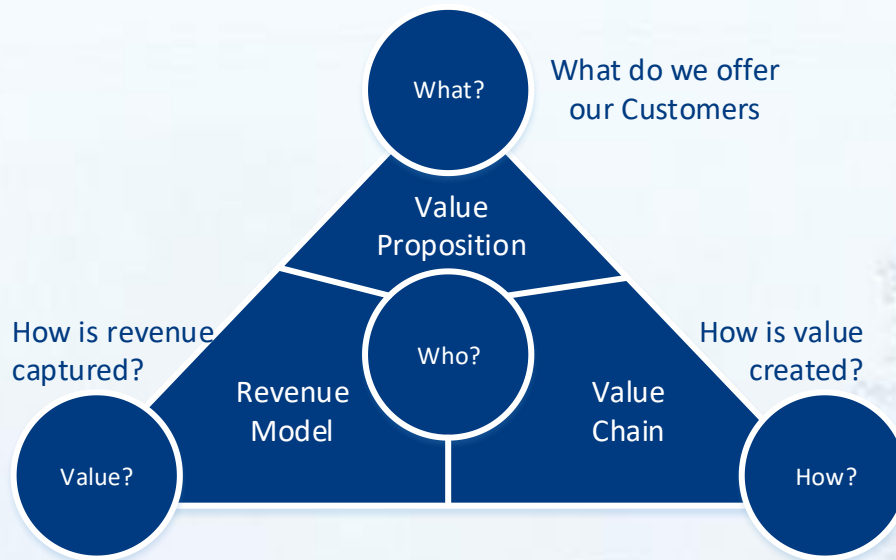 What?
What do we offer
our Customers
Value
Proposition
How is revenue
captured?
Who?
How is value
created?
Revenue
Model
Value
Chain
Value?
How?